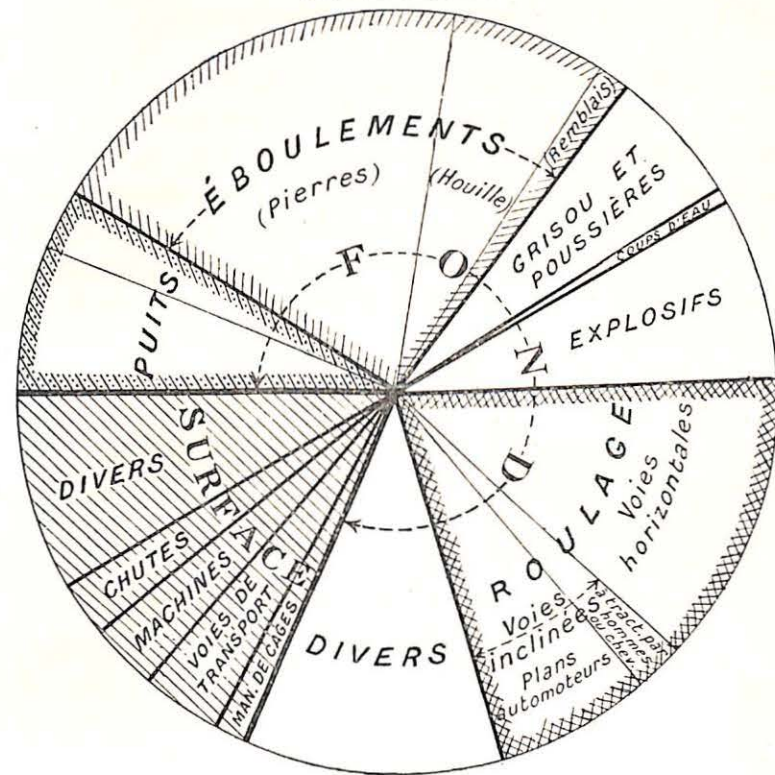 ÉBOULEMENTS
(Pierres)
(Houille)
(Remblais)
GRISOU ET
POUSSIÈRES
COUPS D'EAU
EXPLOSIFS
FOND
PUITS
SURFACE
DIVERS
CHUTES
MACHINES
VOIES DE
TRANSPORT
MAN. DE CAGES
DIVERS
ROULAGE
Voies
horizontales
Voies
inclinées
à tract. par
hommes
ou chev.
Plans
automoteurs